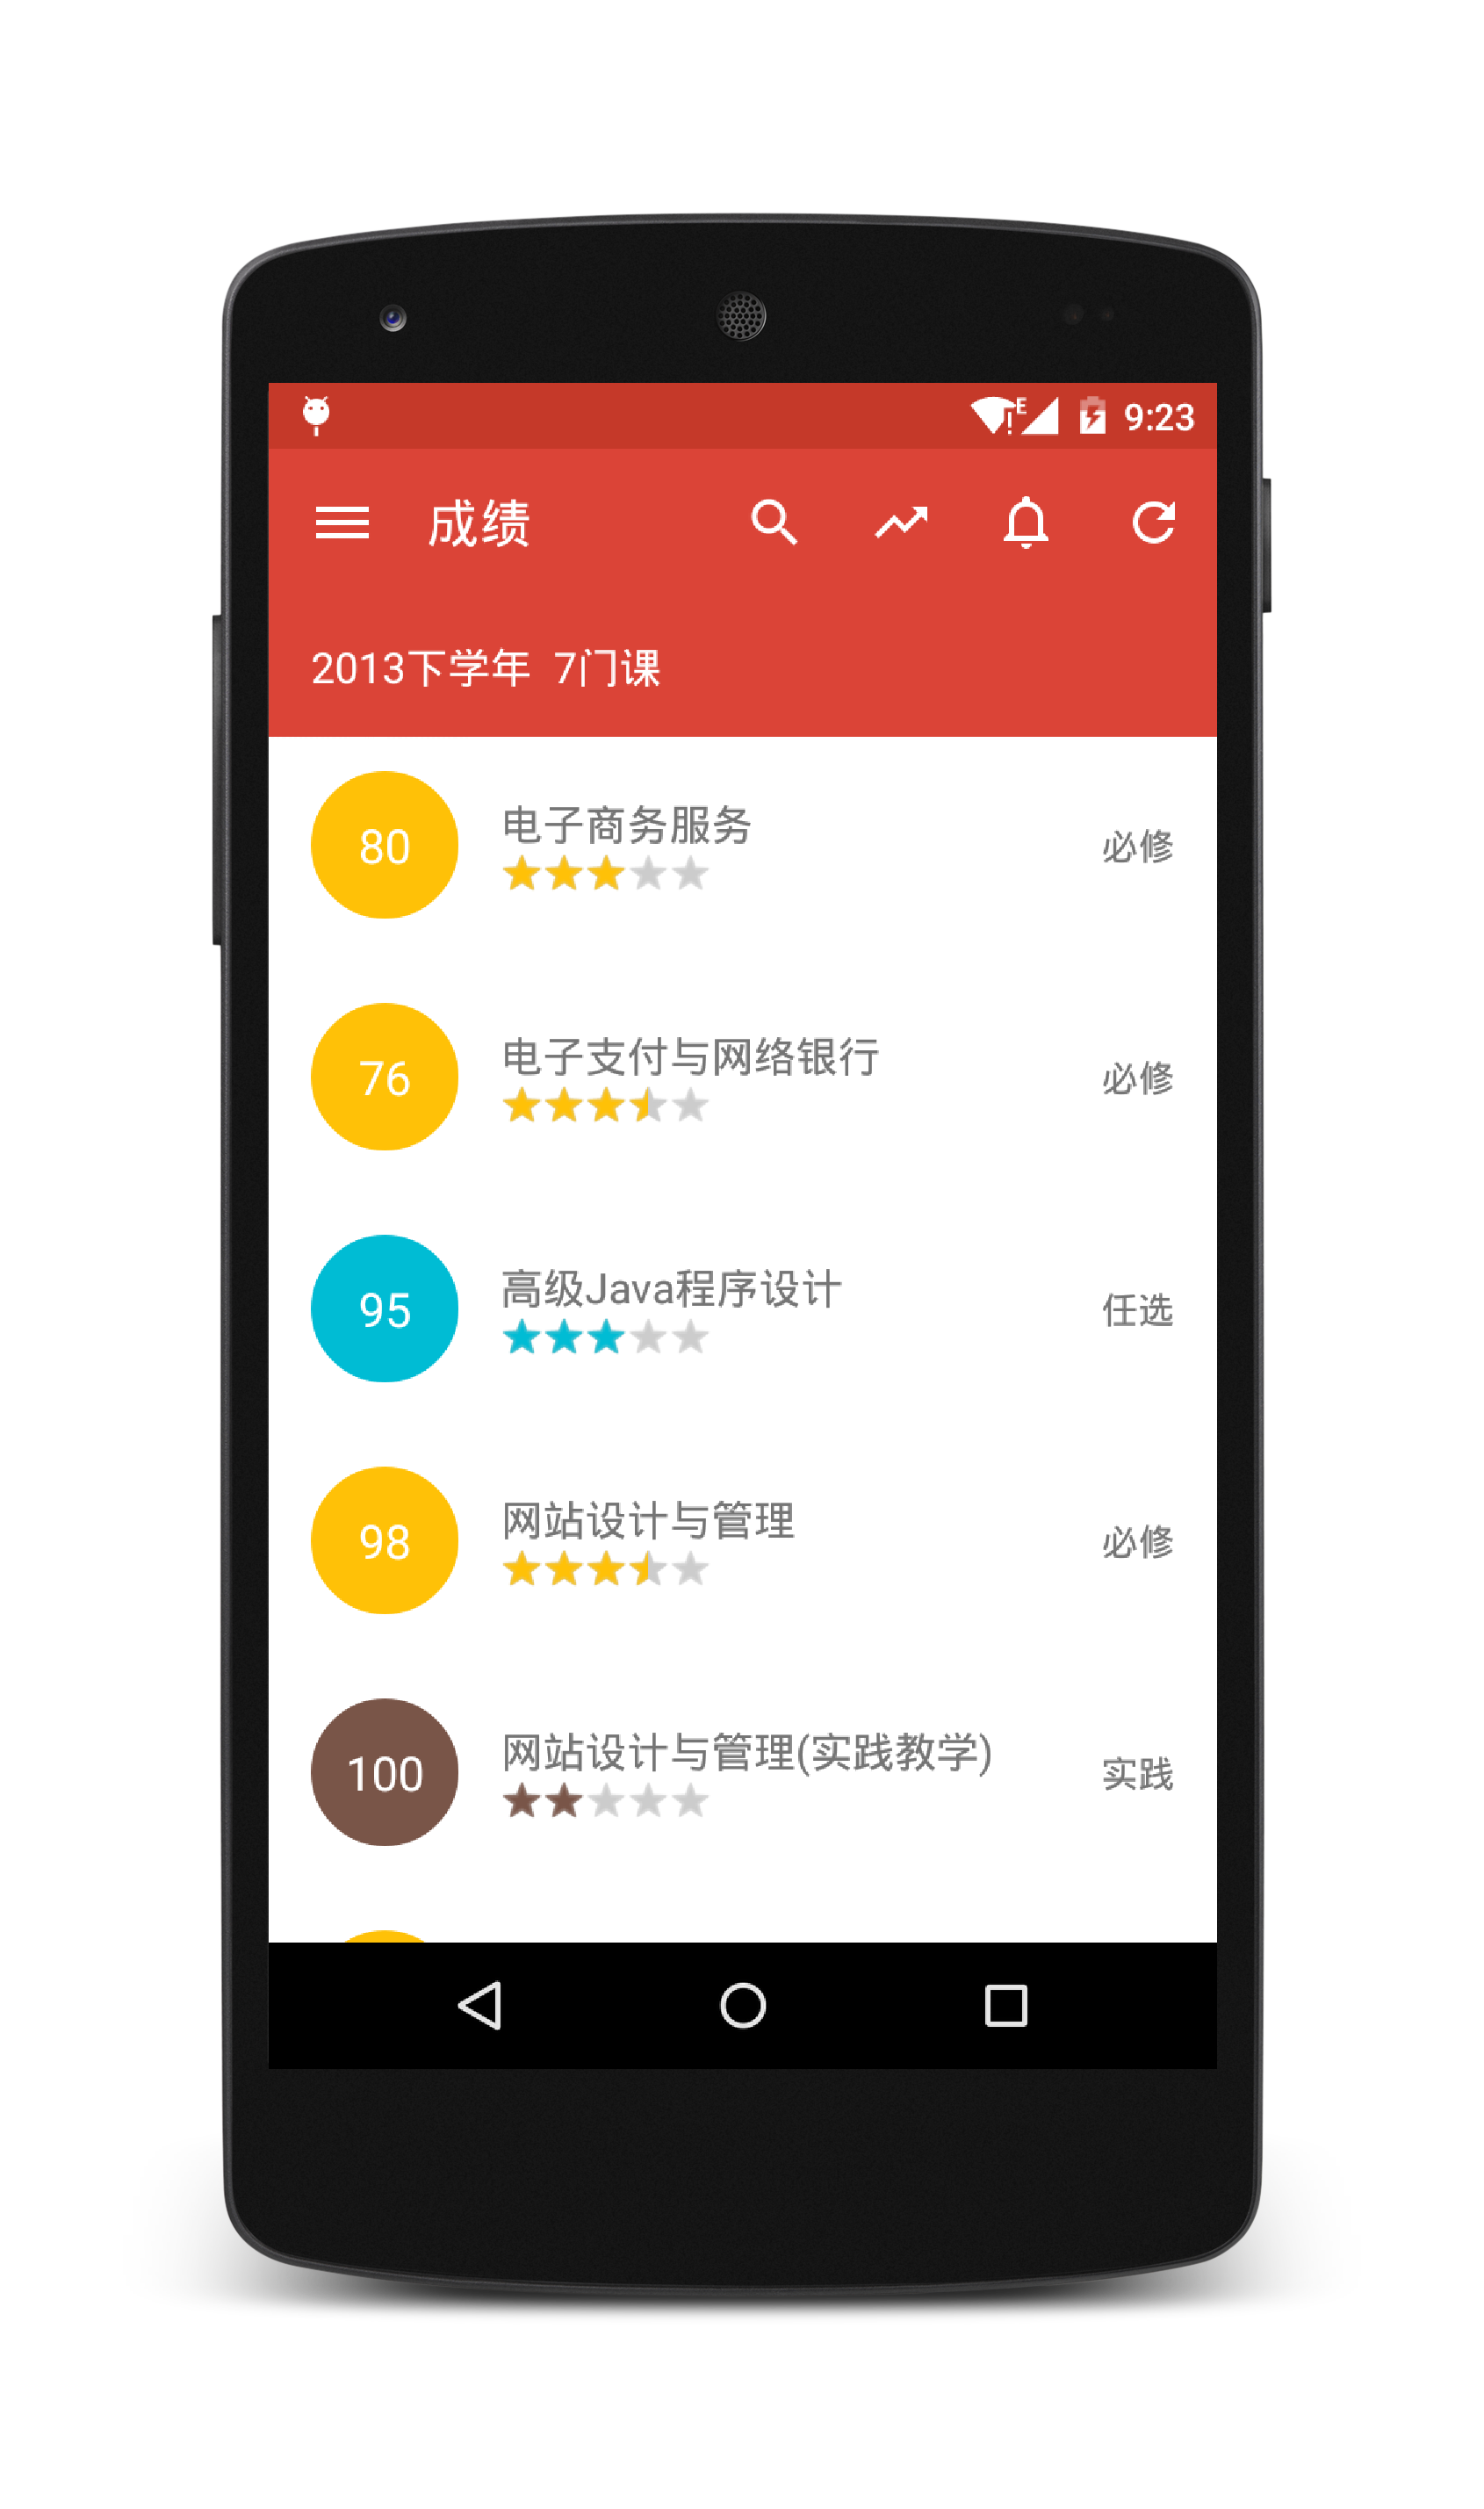 9:23
成绩
2013下学年 7门课
80
电子商务服务
必修
76
电子支付与网络银行
必修
95
高级Java程序设计
任选
98
网站设计与管理
必修
100
网站设计与管理(实践教学)
实践